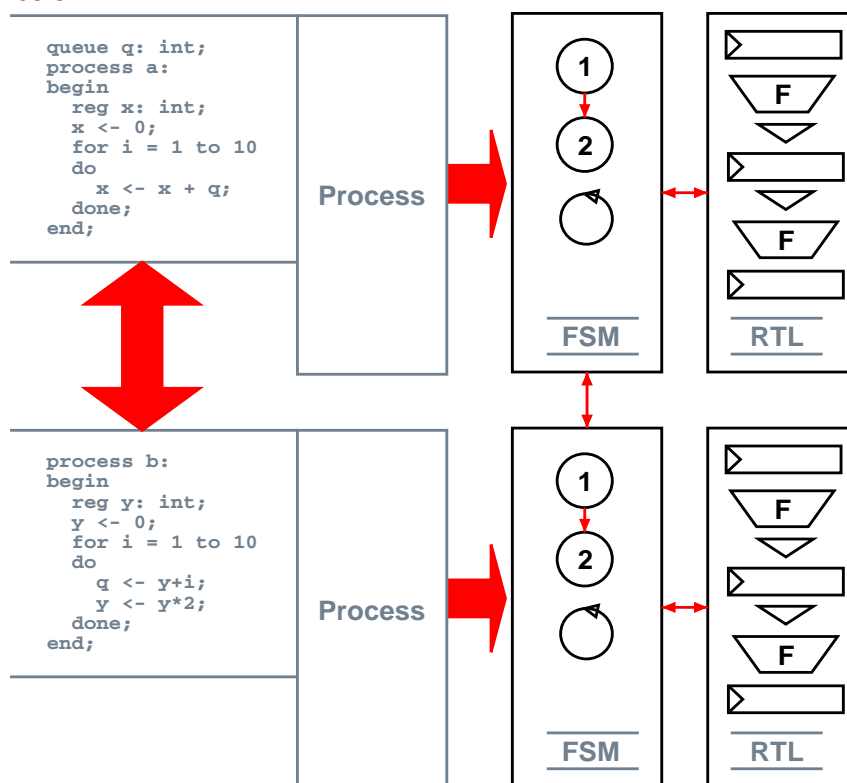 queue q: int;
process a:
begin
  reg x: int;
  x <- 0;
  for i = 1 to 10
  do
    x <- x + q;
  done;
end;
Process
1
2
FSM
F
F
RTL
process b:
begin
  reg y: int;
  y <- 0;
  for i = 1 to 10
  do
    q <- y+i;
    y <- y*2;
  done;
end;
Process
1
2
FSM
F
F
RTL